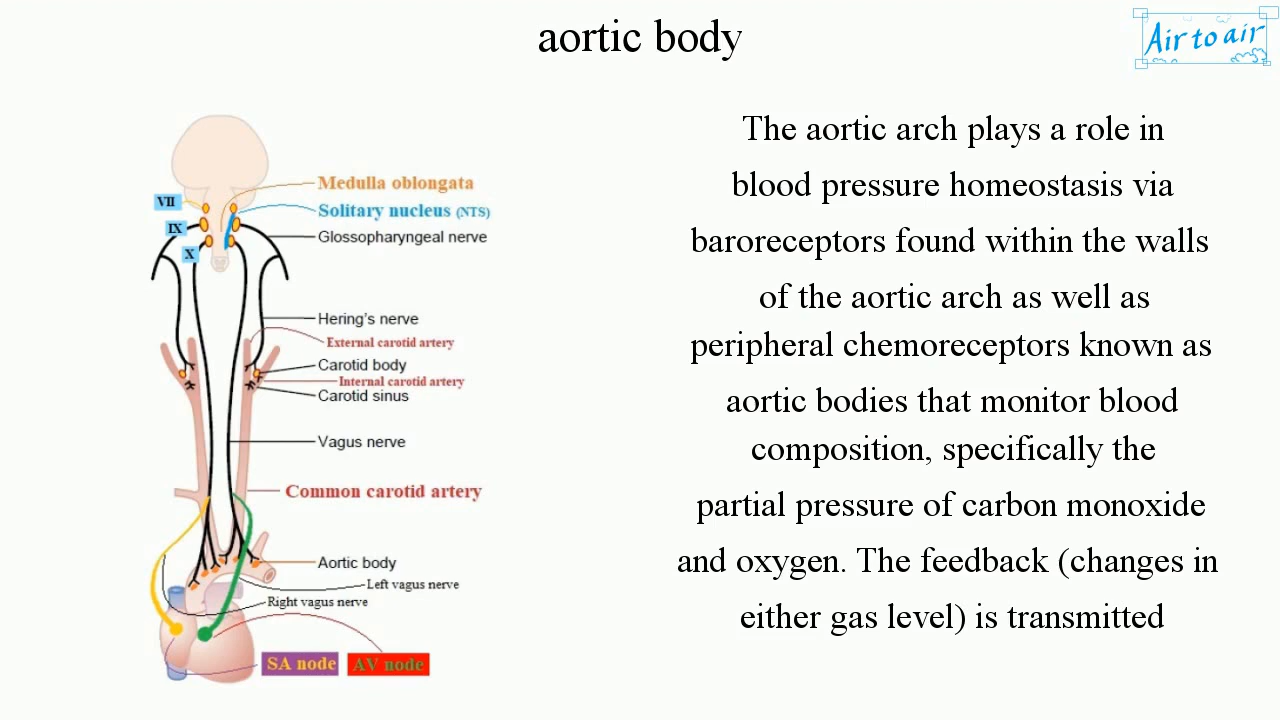 aortic body
Air to air
The aortic arch plays a role in
blood pressure homeostasis via
baroreceptors found within the walls
of the aortic arch as well as
peripheral chemoreceptors known as
aortic bodies that monitor blood
composition, specifically the
partial pressure of carbon monoxide
and oxygen. The feedback (changes in
either gas level) is transmitted
Medulla oblongata
VII
Solitary nucleus (NTS)
IX
Glossopharyngeal nerve
X
Hering's nerve
External carotid artery
Carotid body
Internal carotid artery
Carotid sinus
Vagus nerve
Common carotid artery
Aortic body
Left vagus nerve
Right vagus nerve
SA node
AV node